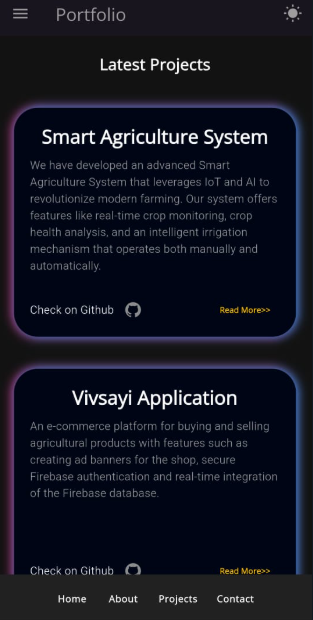 Portfolio
Latest Projects
Smart Agriculture System
We have developed an advanced Smart
Agriculture System that leverages IoT and AI to
revolutionize modern farming. Our system offers
features like real-time crop monitoring, crop
health analysis, and an intelligent irrigation
mechanism that operates both manually and
automatically.
Check on Github Read More>>
Vivsayi Application
An e-commerce platform for buying and selling
agricultural products with features such as
creating ad banners for the shop, secure
Firebase authentication and real-time integration
of the Firebase database.
Check on Github Read More>>
Home About Projects Contact